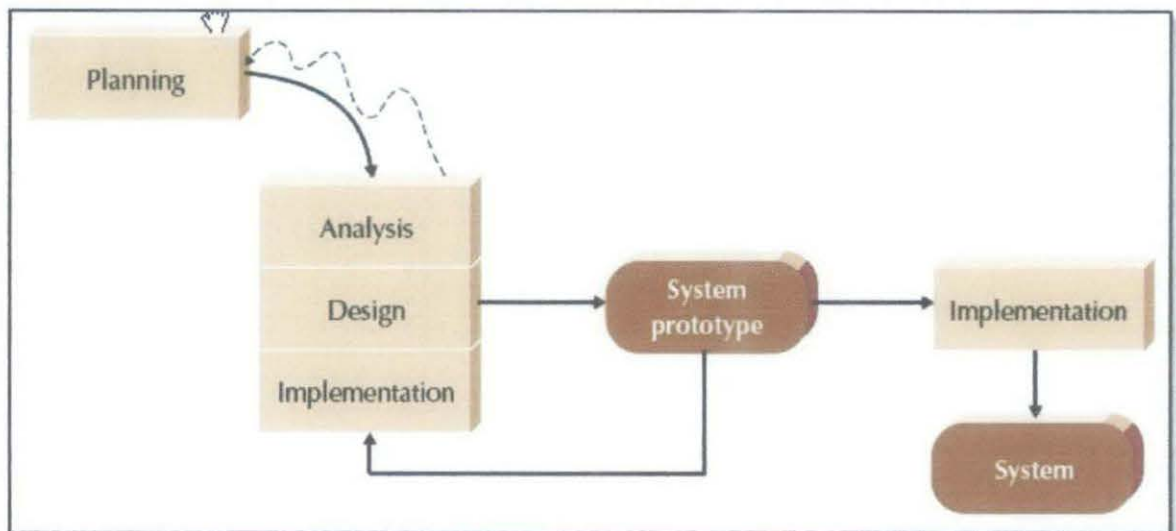 Planning
Analysis
Design
Implementation
System
prototype
Implementation
System